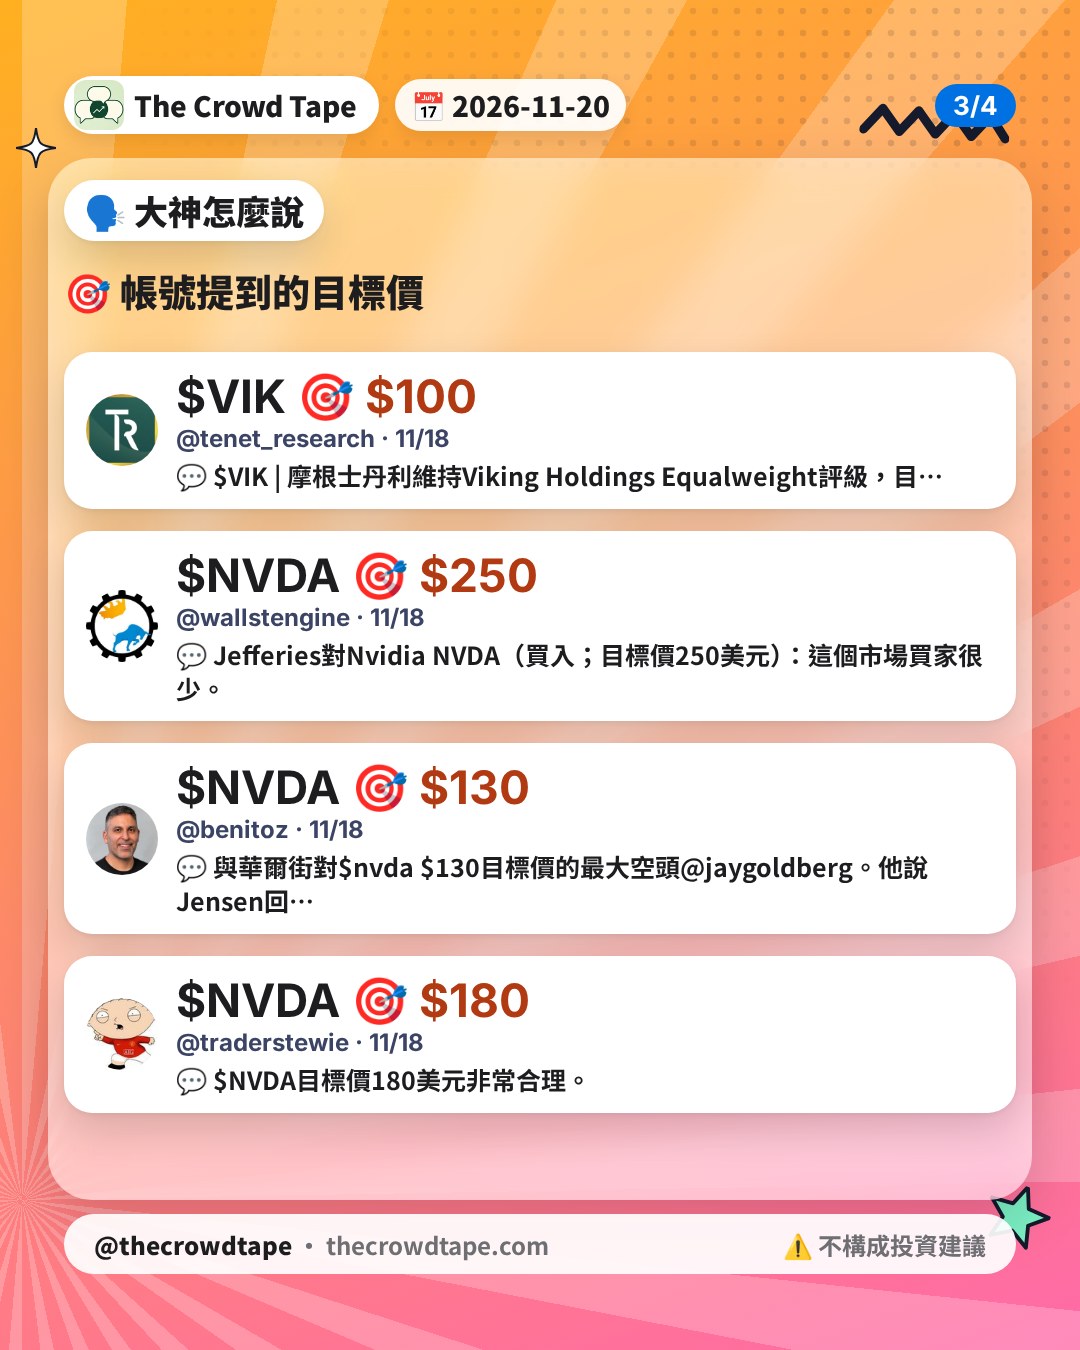 The Crowd Tape
July
2026-11-20
3/4
大神怎麼說
帳號提到的目標價
TR
$VIK $100
@tenet_research · 11/18
$VIK | 摩根士丹利維持Viking Holdings Equalweight評級，目⋯
$NVDA $250
@wallstengine · 11/18
Jefferies對Nvidia NVDA（買入；目標價250美元）：這個市場買家很
少。
$NVDA $130
@benitoz · 11/18
與華爾街對$nvda $130目標價的最大空頭@jaygoldberg。他說
Jensen回⋯
$NVDA $180
@traderstewie · 11/18
$NVDA目標價180美元非常合理。
@thecrowdtape • thecrowdtape.com
不構成投資建議